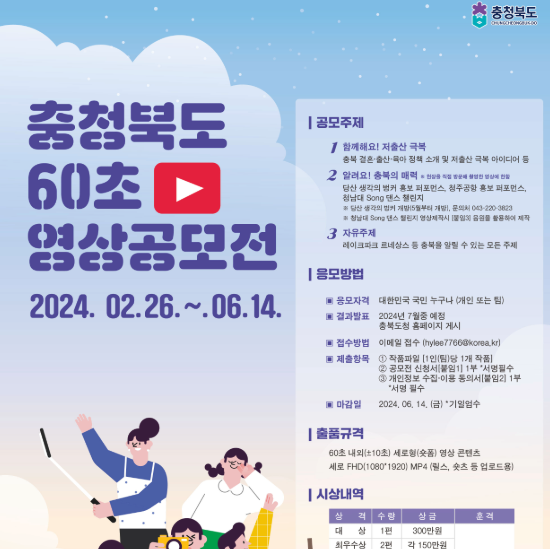 충청북도
CHUNGCHEONGBUK-DO
충청북도
60초
영상공모전
2024. 02.26.~.06.14.
공모주제
1 함께해요! 저출산 극복
충북 결혼·출산·육아 정책 소개 및 저출산 극복 아이디어 등
2 알려요! 충북의 매력 ※ 현장을 직접 방문해 촬영한 영상에 한함
당산 생각의 벙커 홍보 퍼포먼스, 청주공항 홍보 퍼포먼스,
청남대 Song 댄스 챌린지
※ 당산 생각의 벙커 개방(5월부터 개방), 문의처 043-220-3823
※ 청남대 Song 댄스 챌린지 영상제작시 [붙임3] 음원을 활용하여 제작
3 자유주제
레이크파크 르네상스 등 충북을 알릴 수 있는 모든 주제
응모방법
▣ 응모자격 대한민국 국민 누구나 (개인 또는 팀)
▣ 결과발표 2024년 7월중 예정
충북도청 홈페이지 게시
▣ 접수방법 이메일 접수 (hylee7766@korea.kr)
▣ 제출항목 ① 작품파일 [1인(팀)당 1개 작품]
② 공모전 신청서[붙임1] 1부 *서명필수
③ 개인정보 수집·이용 동의서[붙임2] 1부
*서명 필수
▣ 마감일 2024. 06. 14. (금) *기일엄수
출품규격
60초 내외(±10초) 세로형(숏폼) 영상 콘텐츠
세로 FHD(1080*1920) MP4 (릴스, 숏츠 등 업로드용)
시상내역
상 격 수 량 상 금 훈 격
대 상 1편 300만원
최우수상 2편 각 150만원